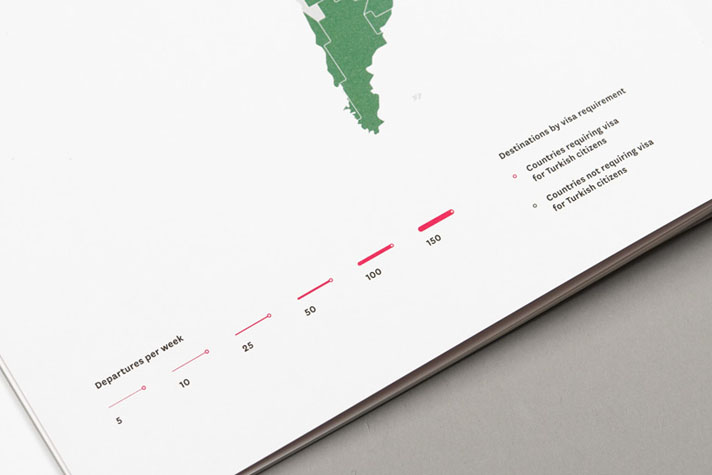 Destinations by visa requirement
Countries requiring visa
for Turkish citizens
Countries not requiring visa
for Turkish citizens
Departures per week
5
10
25
50
100
150